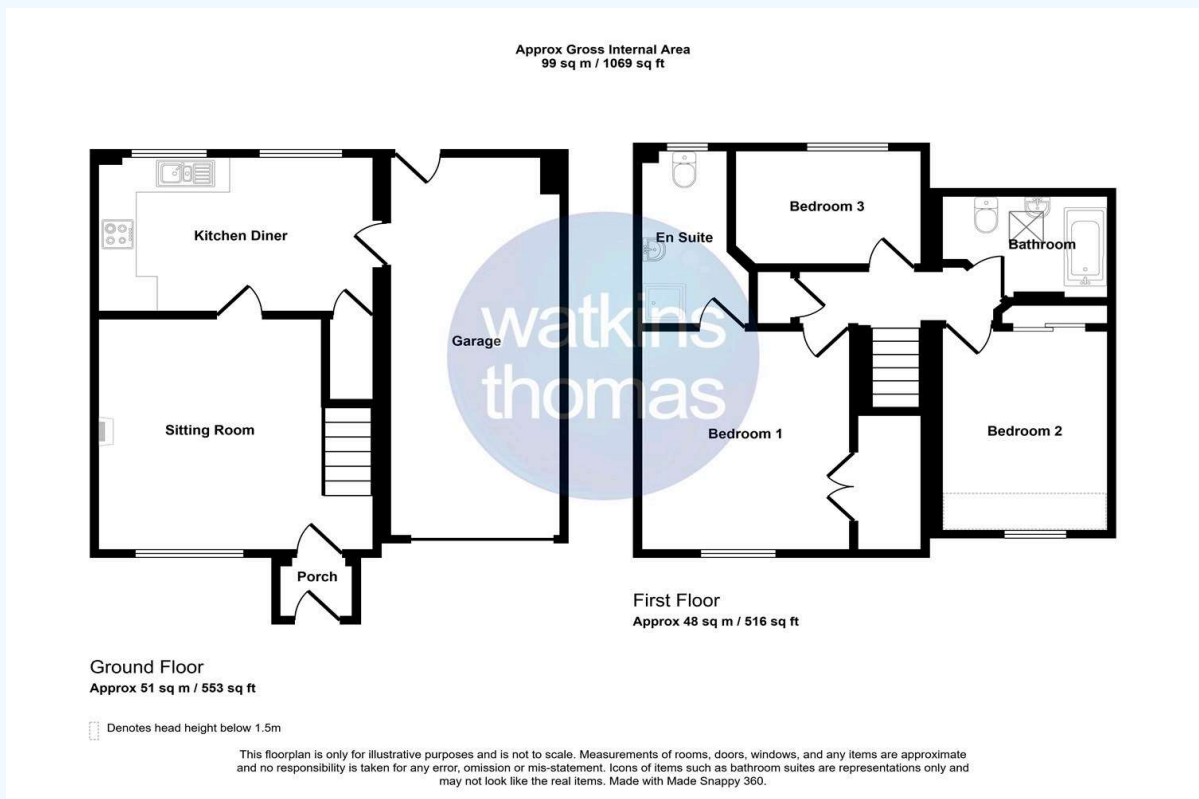 Approx Gross Internal Area
99 sq m / 1069 sq ft
Kitchen Diner
Garage
Sitting Room
Porch
En Suite
Bedroom 3
Bathroom
Bedroom 1
Bedroom 2
watkins
thomas
First Floor
Approx 48 sq m / 516 sq ft
Ground Floor
Approx 51 sq m / 553 sq ft
Denotes head height below 1.5m
This floorplan is only for illustrative purposes and is not to scale. Measurements of rooms, doors, windows, and any items are approximate
and no responsibility is taken for any error, omission or mis-statement. Icons of items such as bathroom suites are representations only and
may not look like the real items. Made with Made Snappy 360.